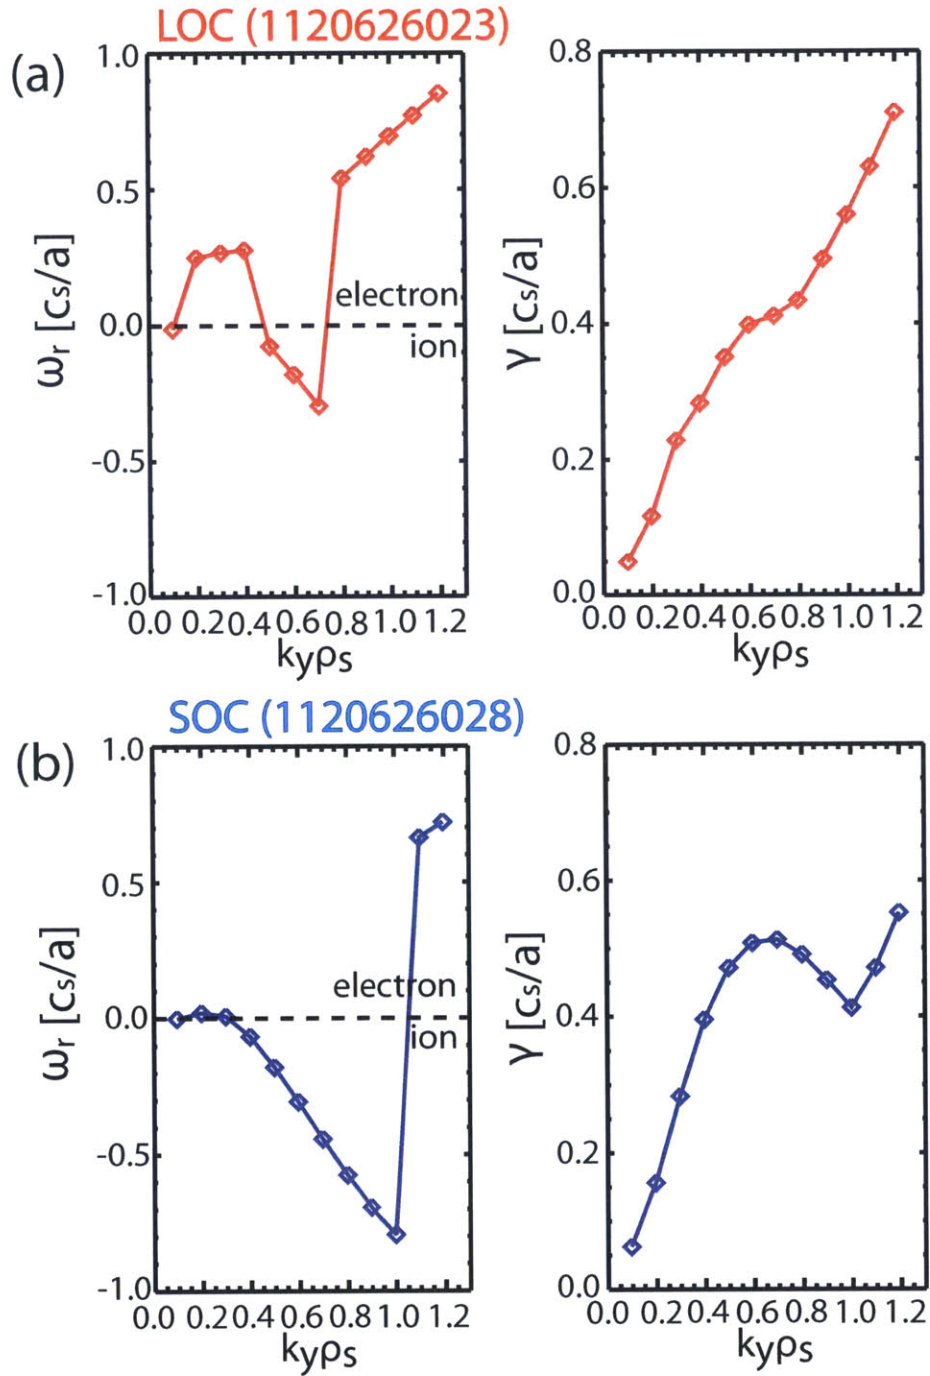 LOC (1120626023)
(a)
1.0
0.5
0.0
-0.5
-1.0
ωr [cs/a]
electron
ion
0.0 0.2 0.4 0.6 0.8 1.0 1.2
kyρs
0.8
0.6
0.4
0.2
0.0
γ [cs/a]
0.0 0.2 0.4 0.6 0.8 1.0 1.2
kyρs
SOC (1120626028)
(b)
1.0
0.5
0.0
-0.5
-1.0
ωr [cs/a]
electron
ion
0.0 0.2 0.4 0.6 0.8 1.0 1.2
kyρs
0.8
0.6
0.4
0.2
0.0
γ [cs/a]
0.0 0.2 0.4 0.6 0.8 1.0 1.2
kyρs